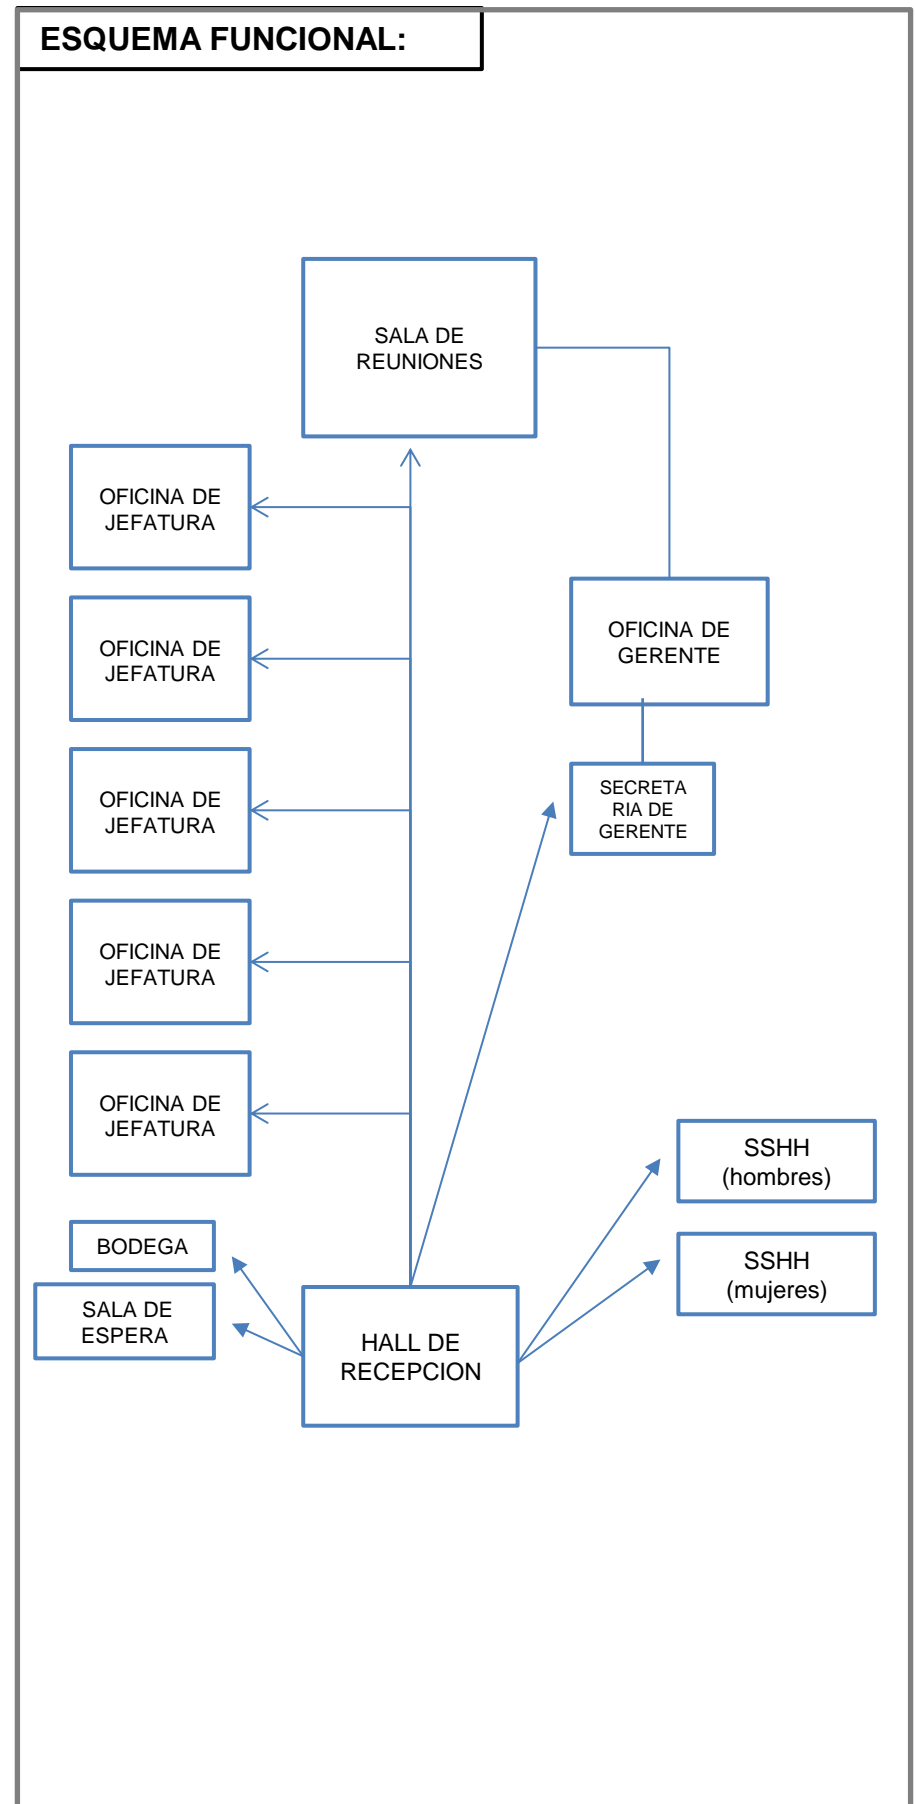 ESQUEMA FUNCIONAL:
SALA DE
REUNIONES
OFICINA DE
JEFATURA
OFICINA DE
JEFATURA
OFICINA DE
GERENTE
OFICINA DE
JEFATURA
SECRETA
RIA DE
GERENTE
OFICINA DE
JEFATURA
OFICINA DE
JEFATURA
SSHH
(hombres)
BODEGA
SSHH
(mujeres)
SALA DE
ESPERA
HALL DE
RECEPCION